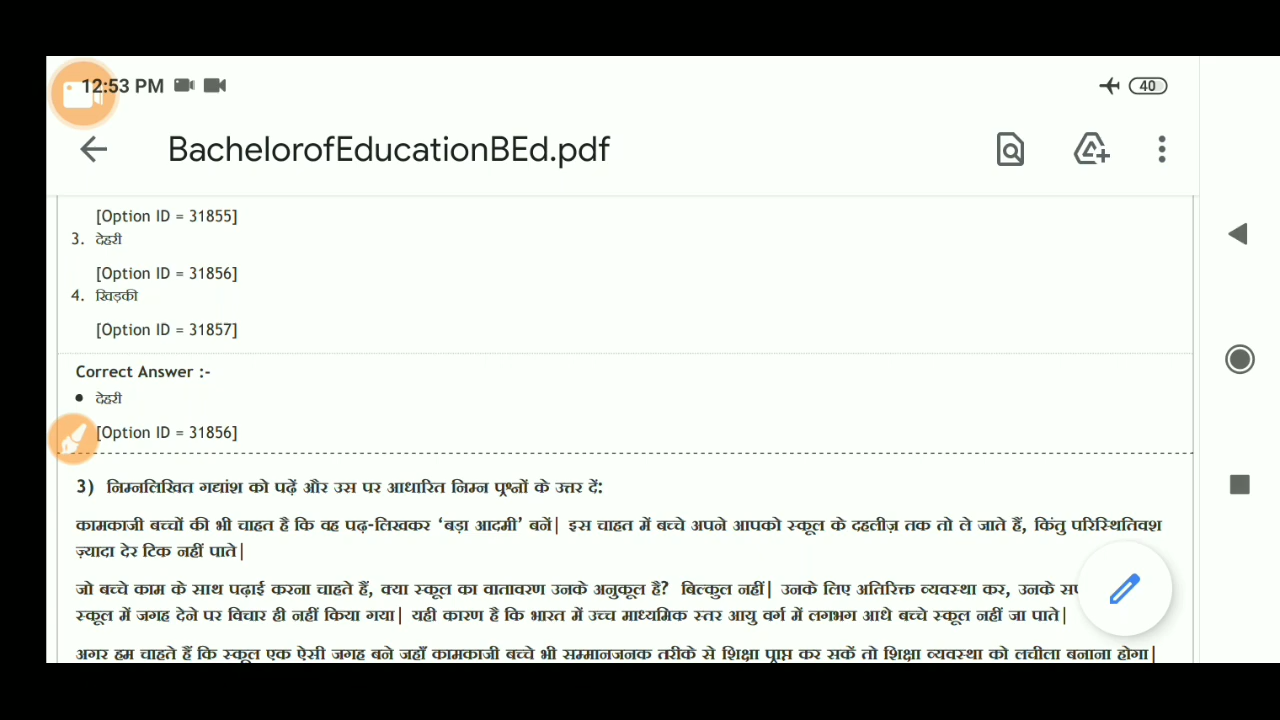 12:53 PM
40
BachelorofEducationBEd.pdf
[Option ID = 31855]
3. देहरी
[Option ID = 31856]
4. खिड़की
[Option ID = 31857]
Correct Answer :-
• देहरी
[Option ID = 31856]
3) निम्नलिखित गद्यांश को पढ़ें और उस पर आधारित निम्न प्रश्नों के उत्तर दें:
कामकाजी बच्चों की भी चाहत है कि वह पढ़-लिखकर ‘बड़ा आदमी’ बनें| इस चाहत में बच्चे अपने आपको स्कूल के दहलीज़ तक तो ले जाते हैं, किंतु परिस्थितिवश
ज़्यादा देर टिक नहीं पाते|
जो बच्चे काम के साथ पढ़ाई करना चाहते हैं, क्या स्कूल का वातावरण उनके अनुकूल है? बिल्कुल नहीं| उनके लिए अतिरिक्त व्यवस्था कर, उनके
स्कूल में जगह देने पर विचार ही नहीं किया गया| यही कारण है कि भारत में उच्च माध्यमिक स्तर आयु वर्ग में लगभग आधे बच्चे स्कूल नहीं जा पाते|
अगर हम चाहते हैं कि स्कूल एक ऐसी जगह बने जहाँ कामकाजी बच्चे भी सम्मानजनक तरीके से शिक्षा प्राप्त कर सकें तो शिक्षा व्यवस्था को लचीला बनाना होगा|